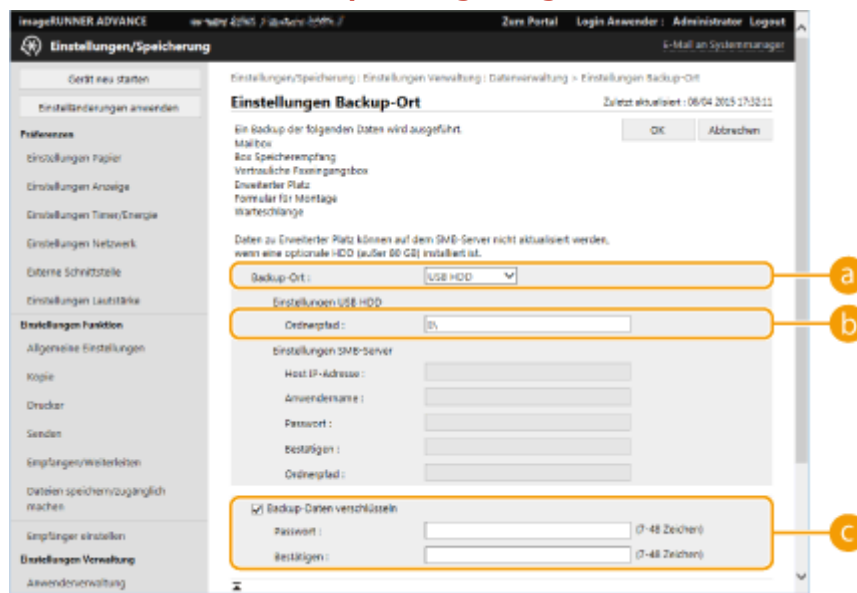 imageRUNNER ADVANCE
Zum Portal Login Anwender : Administrator Logout
Einstellungen/Speicherung
E-Mail an Systemmanager
Gerät neu starten
Einstelländerungen anwenden
Präferenzen
Einstellungen Papier
Einstellungen Anzeige
Einstellungen Timer/Energie
Einstellungen Netzwerk
Externe Schnittstelle
Einstellungen Lautstärke
Einstellungen Funktion
Allgemeine Einstellungen
Kopie
Drucker
Senden
Empfangen/Weiterleiten
Dateien speichern/zugänglich
machen
Empfänger einstellen
Einstellungen Verwaltung
Anwenderverwaltung
Einstellungen/Speicherung : Einstellungen Verwaltung : Datenverwaltung > Einstellungen Backup-Ort
Einstellungen Backup-Ort
Zuletzt aktualisiert : 08/04 2015 17:32:11
Ein Backup der folgenden Daten wird ausgeführt.
OK Abbrechen
Mailbox
Box Speicherempfang
Vertrauliche Faxeingangsbox
Erweiterter Platz
Formular für Montage
Warteschlange
Daten zu Erweiterter Platz können auf dem SMB-Server nicht aktualisiert werden,
wenn eine optionale HDD (außer 80 GB) installiert ist.
Backup-Ort : USB HDD
a
Einstellungen USB HDD
Ordnerpfad :
b
Einstellungen SMB-Server
Host IP-Adresse :
Anwendername :
Passwort :
Bestätigen :
Ordnerpfad :
Backup-Daten verschlüsseln
Passwort : (7-48 Zeichen)
c
Bestätigen : (7-48 Zeichen)